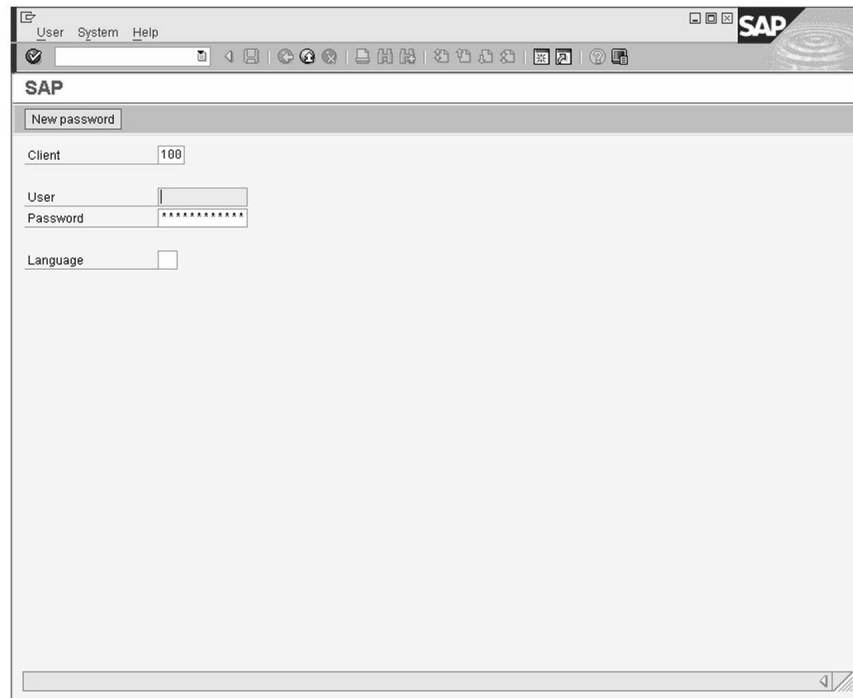 User System Help
SAP
SAP
New password
Client 100
User
Password ************
Language